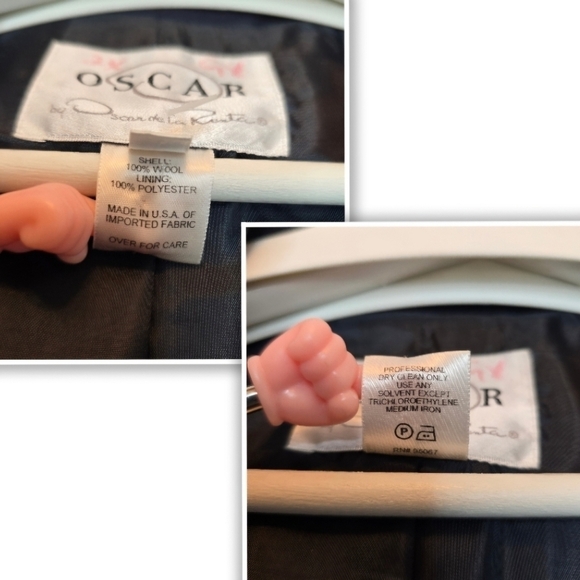 OSCAR
by Oscar de la Renta®
SHELL:
100% WOOL
LINING:
100% POLYESTER
MADE IN U.S.A. OF
IMPORTED FABRIC
OVER FOR CARE
PROFESSIONAL
DRY CLEAN ONLY
USE ANY
SOLVENT EXCEPT
TRICHLOROETHYLENE.
MEDIUM IRON
P
R